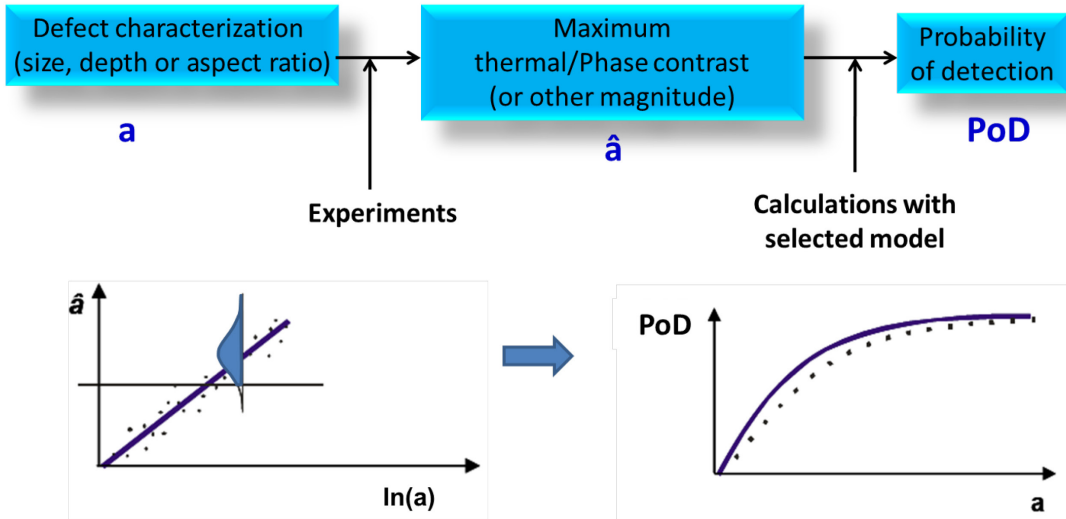 Defect characterization
(size, depth or aspect ratio)
a
Maximum
thermal/Phase contrast
(or other magnitude)
â
Probability
of detection
PoD
Experiments
Calculations with
selected model
â
ln(a)
PoD
a